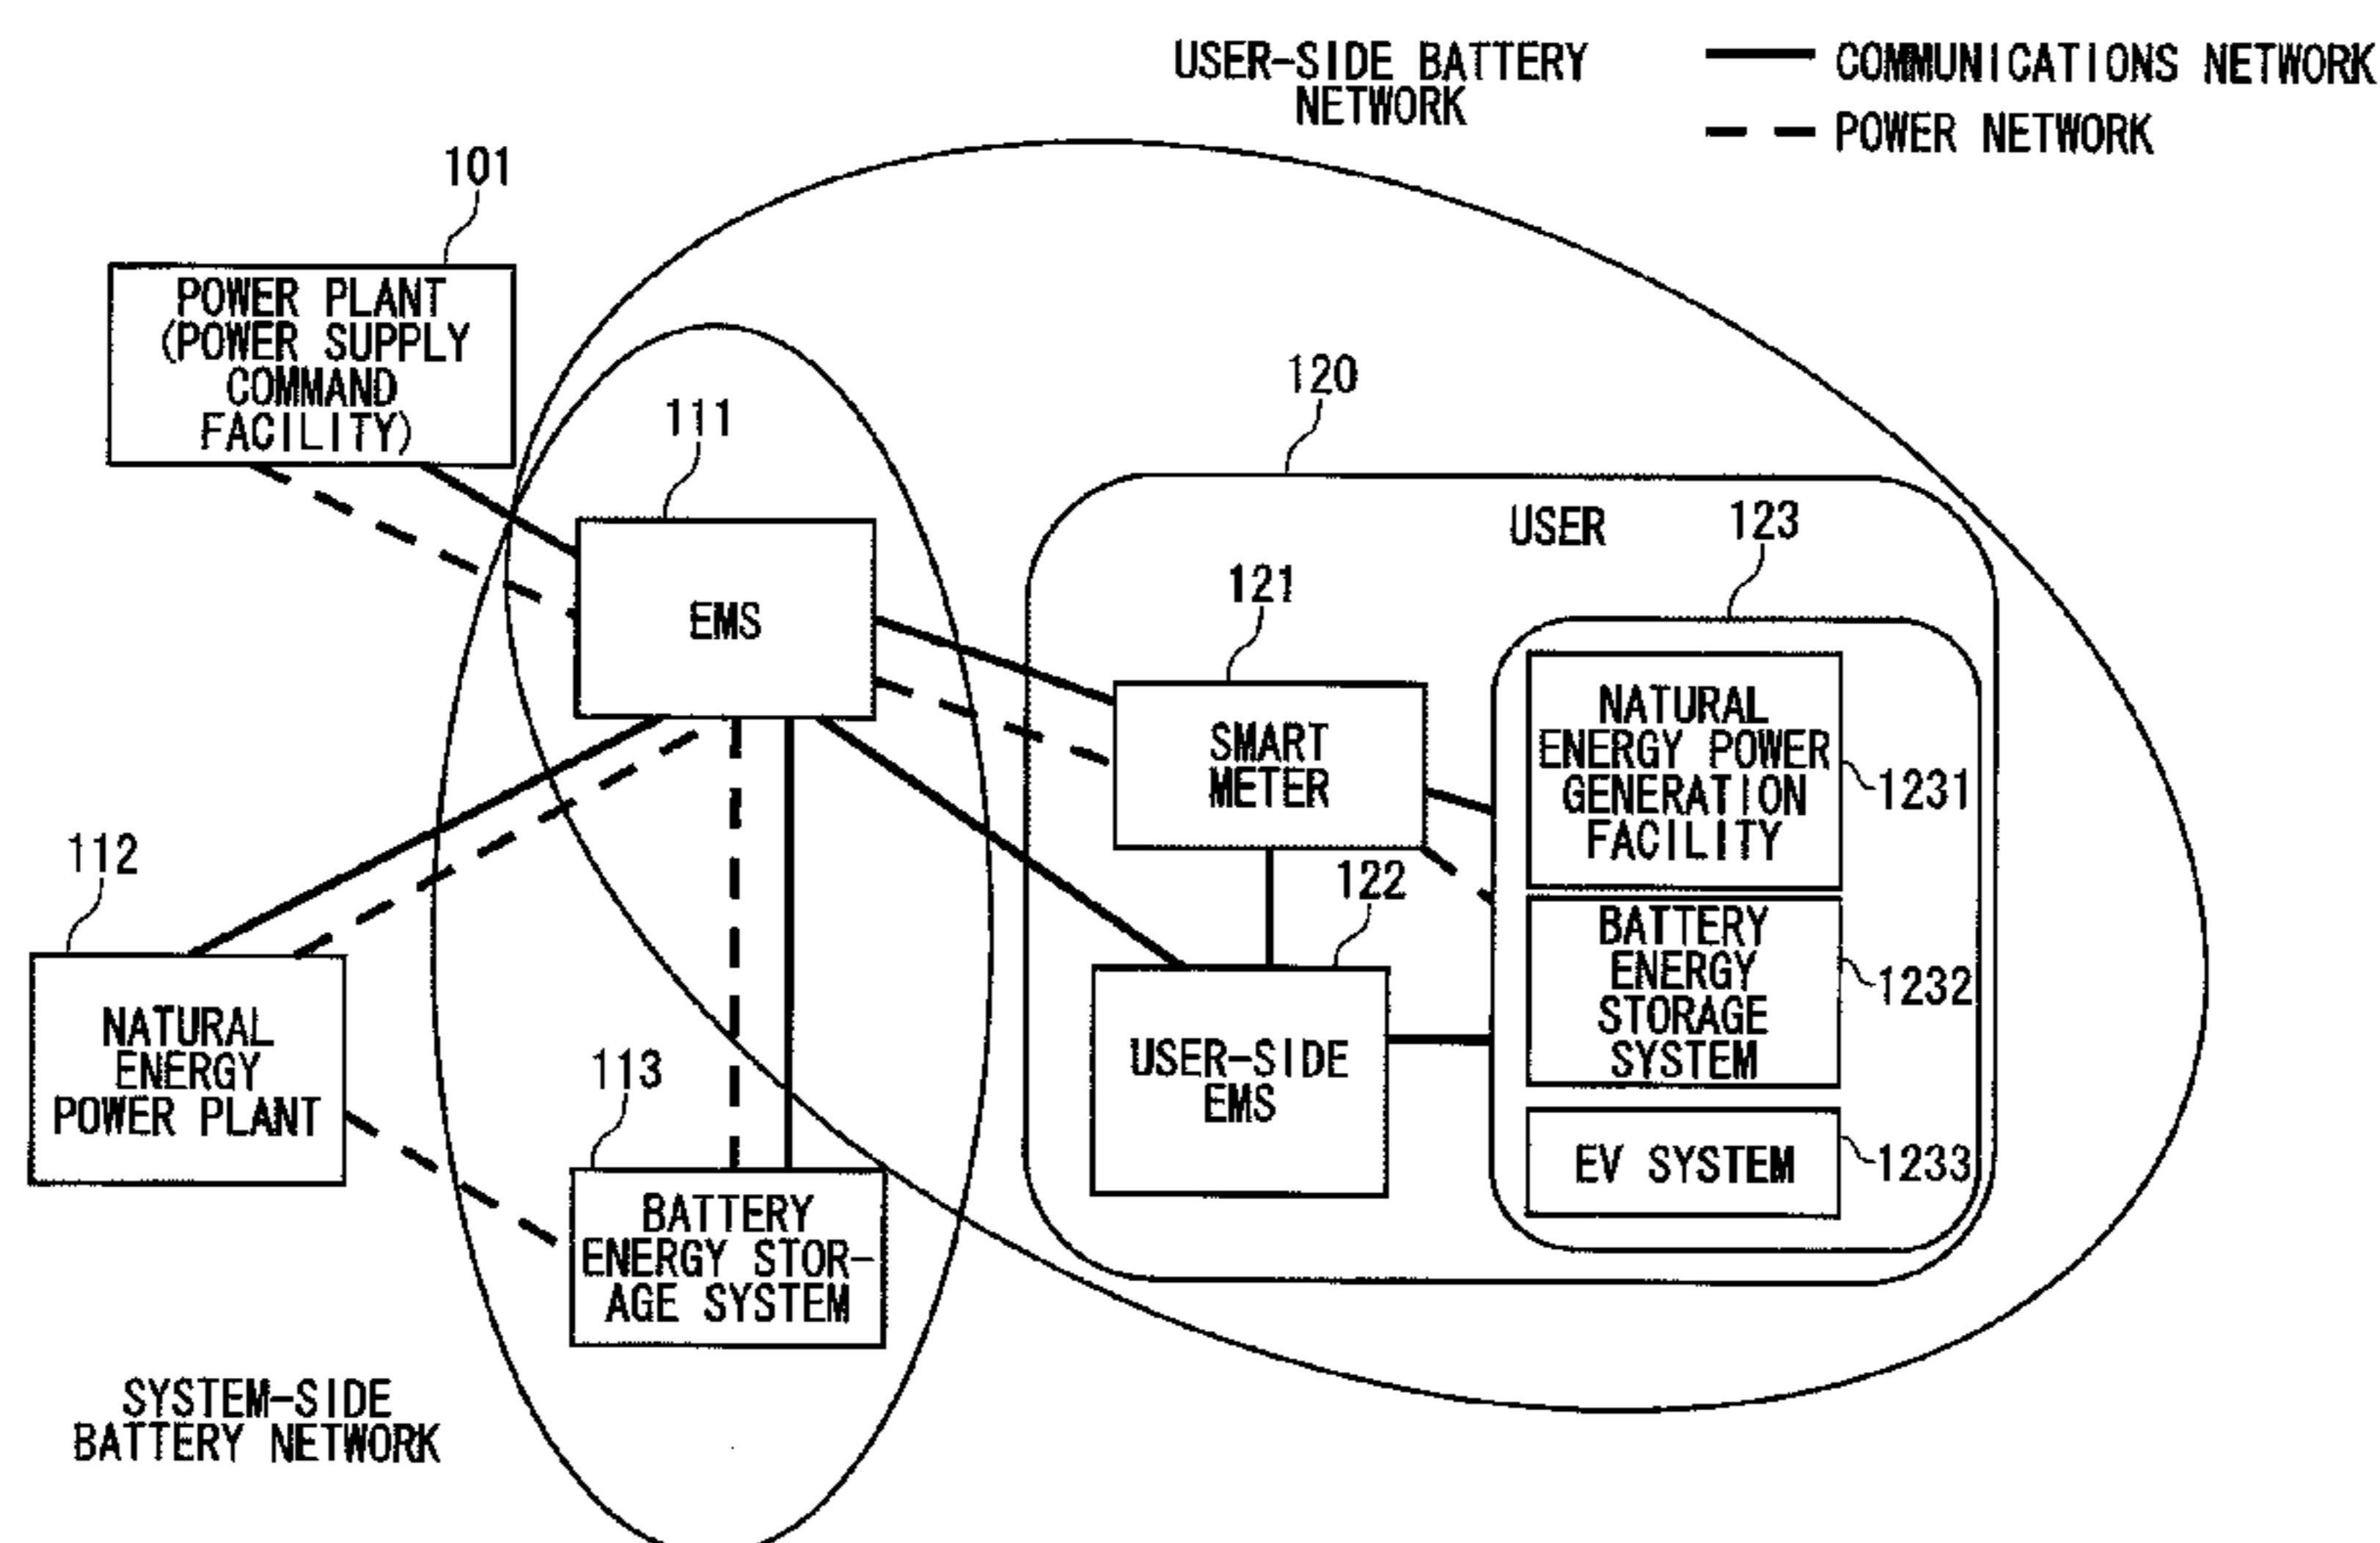 USER-SIDE BATTERY
NETWORK
COMMUNICATIONS NETWORK
POWER NETWORK
101
POWER PLANT
(POWER SUPPLY
COMMAND
FACILITY)
111
EMS
120
USER
123
121
SMART
METER
NATURAL
ENERGY POWER
GENERATION
FACILITY
1231
112
NATURAL
ENERGY
POWER PLANT
122
USER-SIDE
EMS
BATTERY
ENERGY
STORAGE
SYSTEM
1232
113
BATTERY
ENERGY STOR-
AGE SYSTEM
EV SYSTEM
1233
SYSTEM-SIDE
BATTERY NETWORK